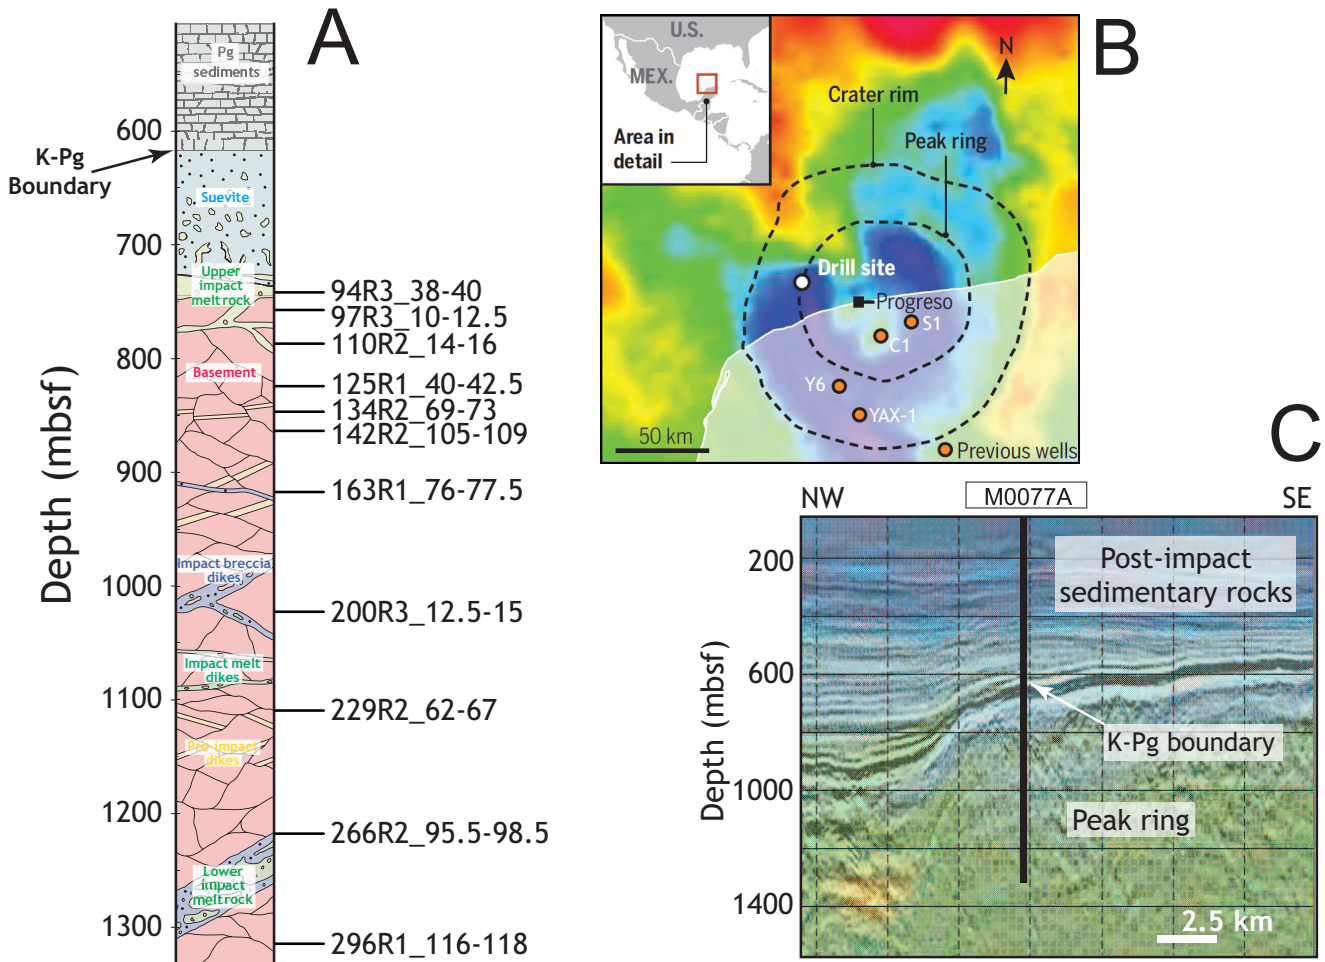 A
Pg
sediments
600
K-Pg
Boundary
Suevite
700
Upper
impact
melt rock
94R3_38-40
97R3_10-12.5
110R2_14-16
800
Basement
125R1_40-42.5
134R2_69-73
142R2_105-109
Depth (mbsf)
900
163R1_76-77.5
Impact breccia
dikes
1000
200R3_12.5-15
Impact melt
dikes
1100
229R2_62-67
Pre-impact
dikes
1200
266R2_95.5-98.5
Lower
impact
melt rock
1300
296R1_116-118
B
U.S.
MEX.
Area in
detail
N
Crater rim
Peak ring
Drill site
Progreso
S1
C1
Y6
YAX-1
50 km
Previous wells
C
NW
M0077A
SE
200
Post-impact
sedimentary rocks
Depth (mbsf)
600
K-Pg boundary
1000
Peak ring
1400
2.5 km